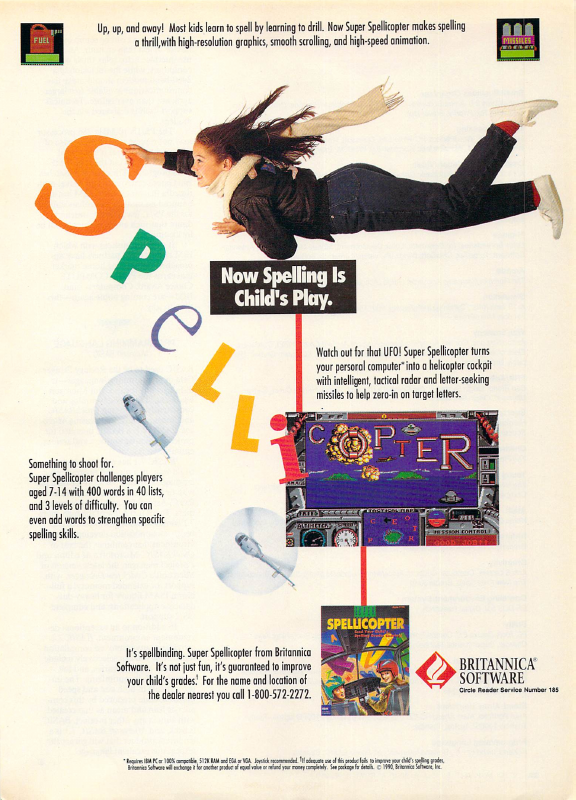 FUEL
Up, up, and away! Most kids learn to spell by learning to drill. Now Super Spellicopter makes spelling
a thrill,with high-resolution graphics, smooth scrolling, and high-speed animation.
MISSILES
Spelli
Now Spelling Is
Child's Play.
Watch out for that UFO! Super Spellicopter turns
your personal computer* into a helicopter cockpit
with intelligent, tactical radar and letter-seeking
missiles to help zero-in on target letters.
COPTER
ALTIMETER
TACTICAL MAP
MISSION CONTROL
GOOD JOB!!
Something to shoot for.
Super Spellicopter challenges players
aged 7-14 with 400 words in 40 lists,
and 3 levels of difficulty. You can
even add words to strengthen specific
spelling skills.
SPELLICOPTER
It's spellbinding. Super Spellicopter from Britannica
Software. It's not just fun, it's guaranteed to improve
your child's grades.† For the name and location of
the dealer nearest you call 1-800-572-2272.
BRITANNICA®
SOFTWARE
Circle Reader Service Number 185
* Requires IBM PC or 100% compatible, 512K RAM and EGA or VGA. Joystick recommended. †If adequate use of this product fails to improve your child's spelling grades,
Britannica Software will exchange it for another product of equal value or refund your money completely. See package for details. © 1990, Britannica Software, Inc.